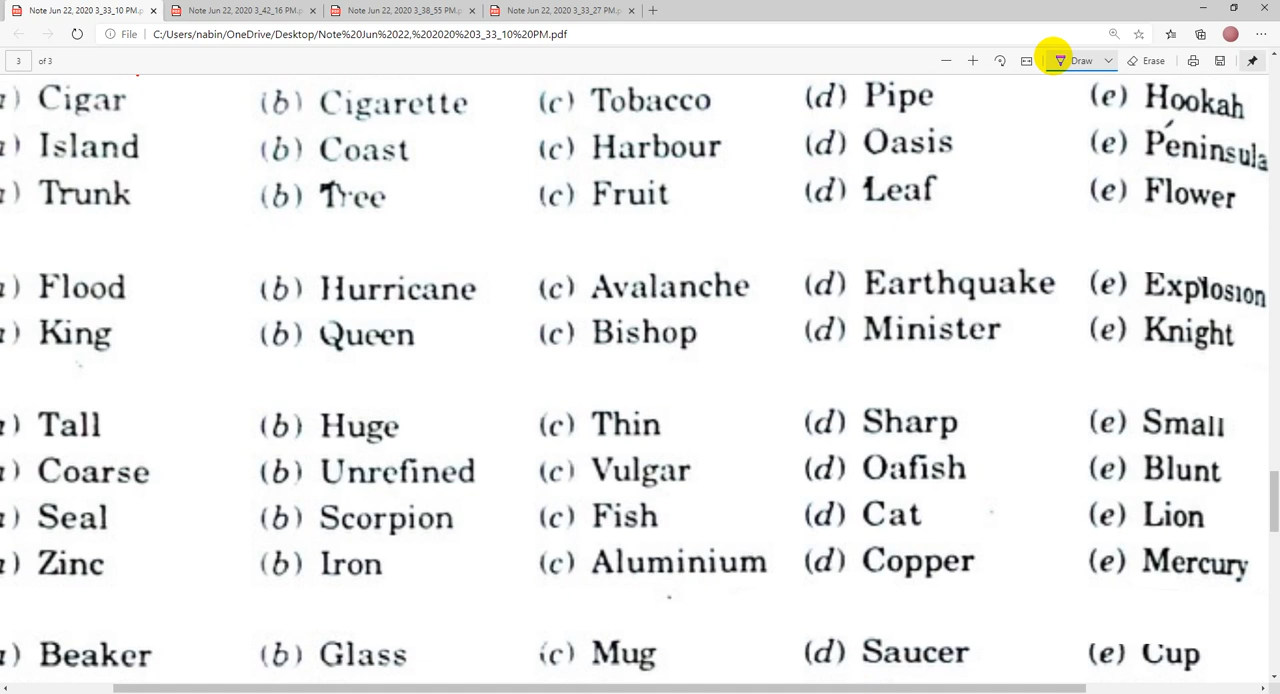 Note Jun 22, 2020 3_33_10 PM.p Note Jun 22, 2020 3_42_16 PM.p Note Jun 22, 2020 3_38_55 PM.p Note Jun 22, 2020 3_33_27 PM.p
File C:/Users/nabin/OneDrive/Desktop/Note%20Jun%2022,%202020%203_33_10%20PM.pdf
3 of 3 Draw Erase
) Cigar (b) Cigarette (c) Tobacco (d) Pipe (e) Hookah
) Island (b) Coast (c) Harbour (d) Oasis (e) Peninsula
) Trunk (b) Tree (c) Fruit (d) Leaf (e) Flower
) Flood (b) Hurricane (c) Avalanche (d) Earthquake (e) Explosion
) King (b) Queen (c) Bishop (d) Minister (e) Knight
) Tall (b) Huge (c) Thin (d) Sharp (e) Small
) Coarse (b) Unrefined (c) Vulgar (d) Oafish (e) Blunt
) Seal (b) Scorpion (c) Fish (d) Cat (e) Lion
) Zinc (b) Iron (c) Aluminium (d) Copper (e) Mercury
) Beaker (b) Glass (c) Mug (d) Saucer (e) Cup